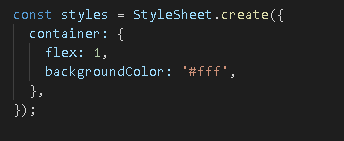 const styles = StyleSheet.create({
  container: {
    flex: 1,
    backgroundColor: '#fff',
  },
});